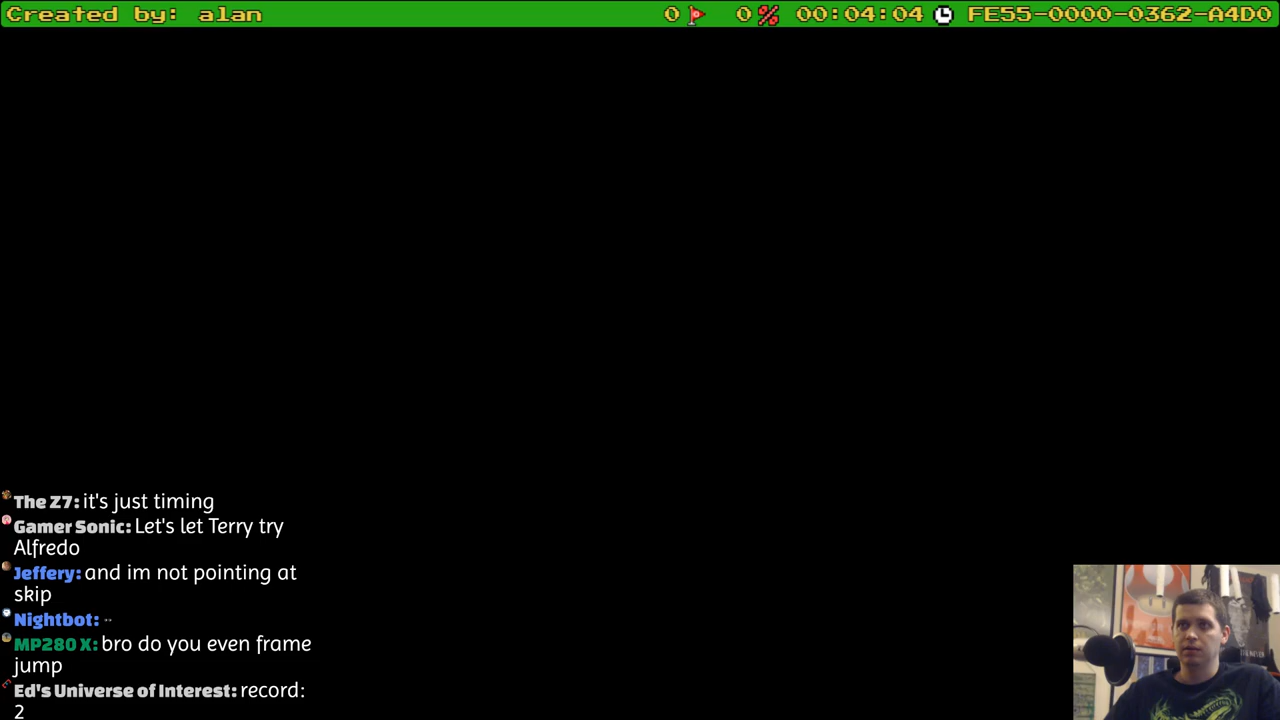 Created by: alan 0 0% 00:04:04 FE55-0000-0362-A4D0
The Z7: it's just timing
Gamer Sonic: Let's let Terry try
Alfredo
Jeffery: and im not pointing at
skip
Nightbot:
MP280 X: bro do you even frame
jump
Ed's Universe of Interest: record:
2